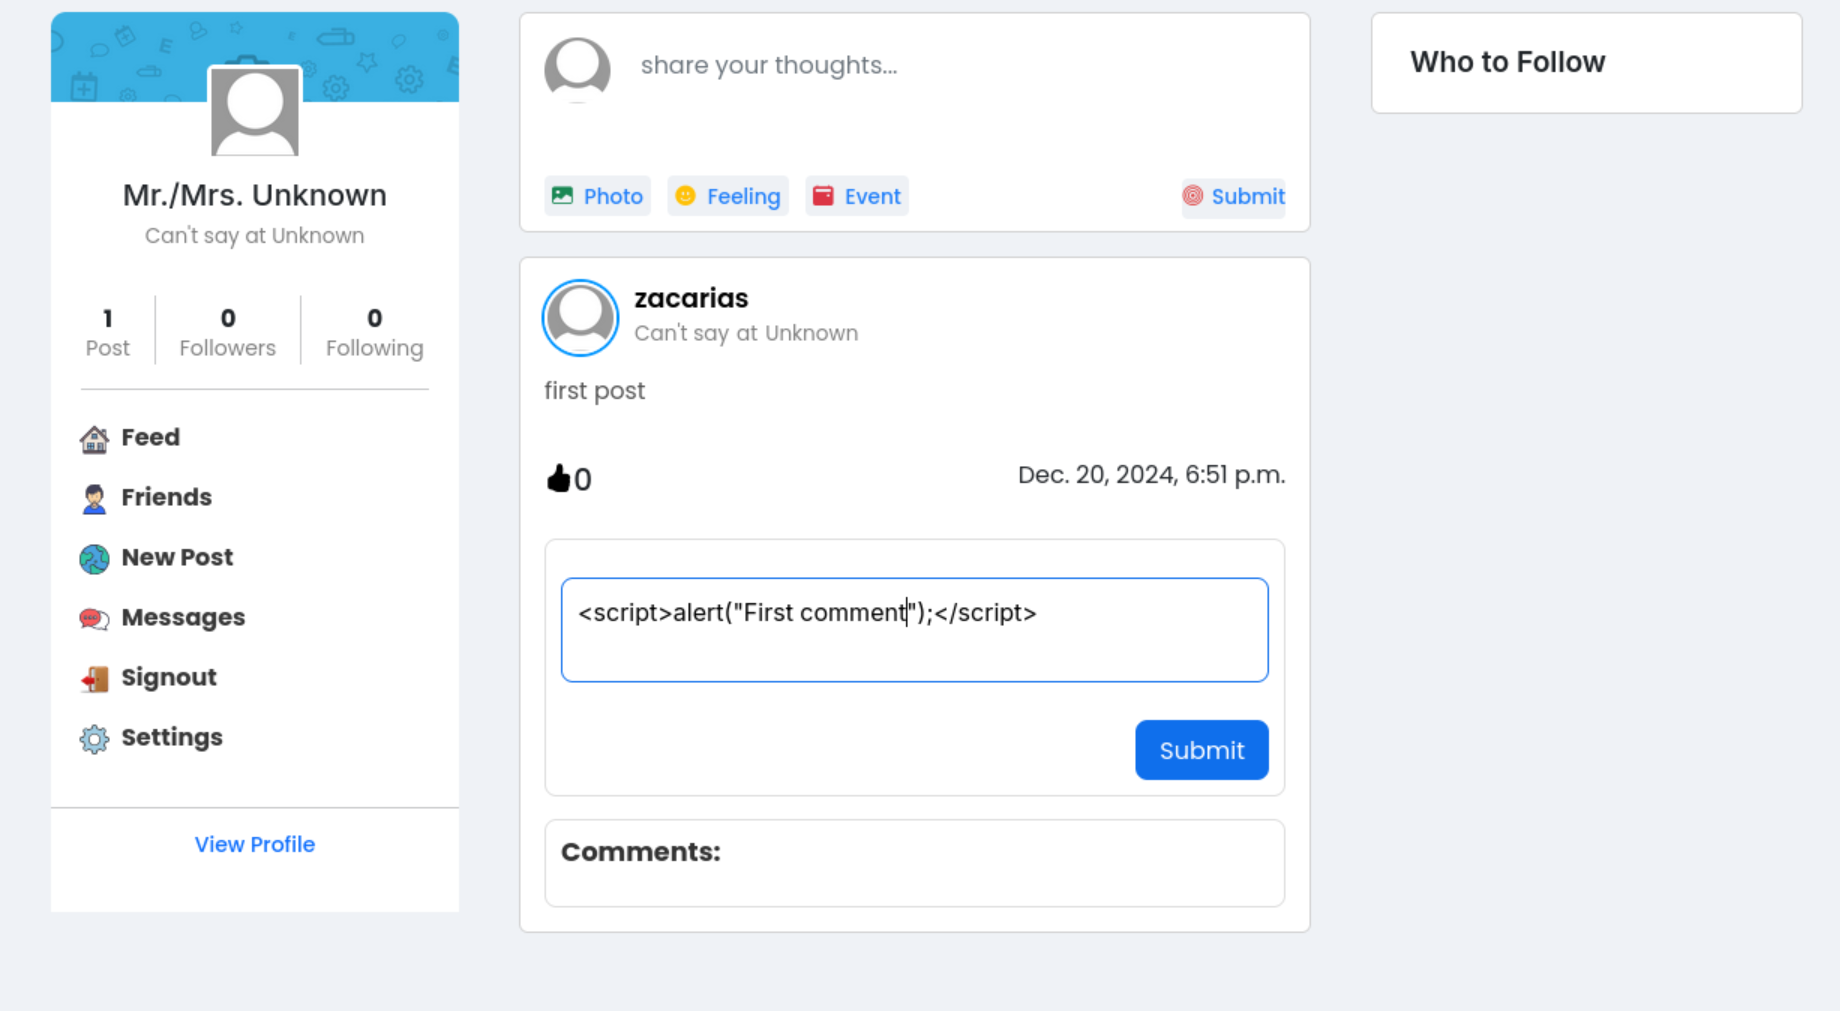 Mr./Mrs. Unknown
Can't say at Unknown
1 0 0
Post Followers Following
Feed
Friends
New Post
Messages
Signout
Settings
View Profile
share your thoughts...
Photo Feeling Event Submit
zacarias
Can't say at Unknown
first post
0 Dec. 20, 2024, 6:51 p.m.
<script>alert("First comment");</script>
Submit
Comments:
Who to Follow